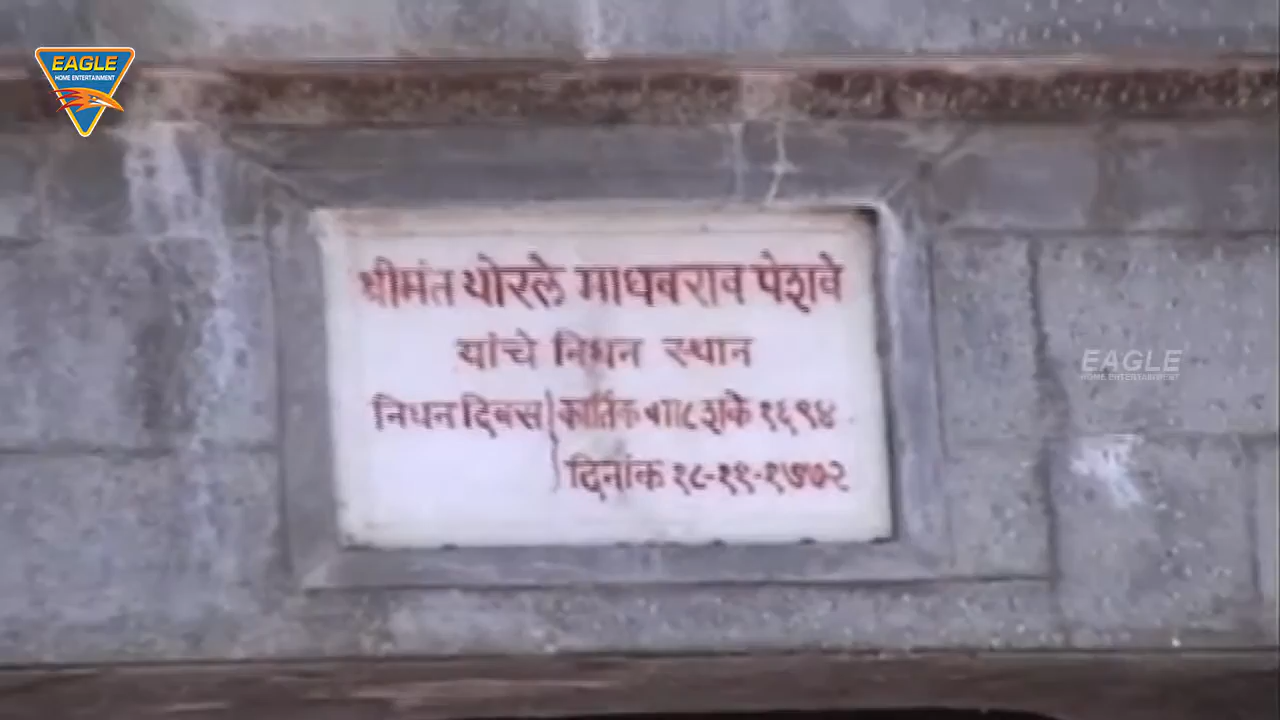 EAGLE
HOME ENTERTAINMENT
श्रीमंत थोरले माधवराव पेशवे
यांचे निधन स्थान
निधन दिवस कार्तिक व॥८ शके १६९४
दिनांक १८-११-१७७२
EAGLE
HOME ENTERTAINMENT